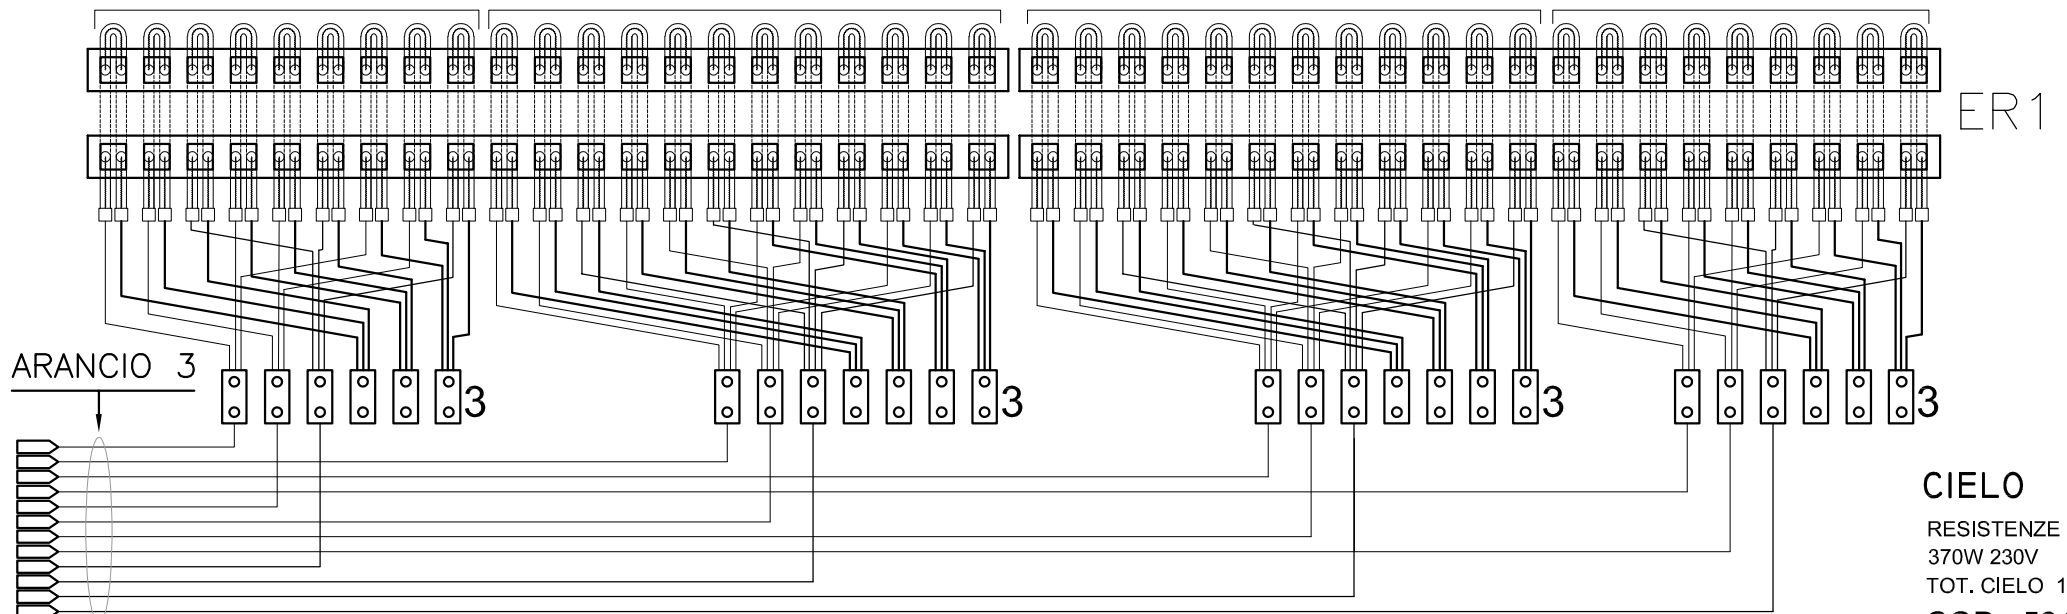 ER1
ARANCIO 3
3
3
3
3
CIELO
RESISTENZE
370W 230V
TOT. CIELO 1